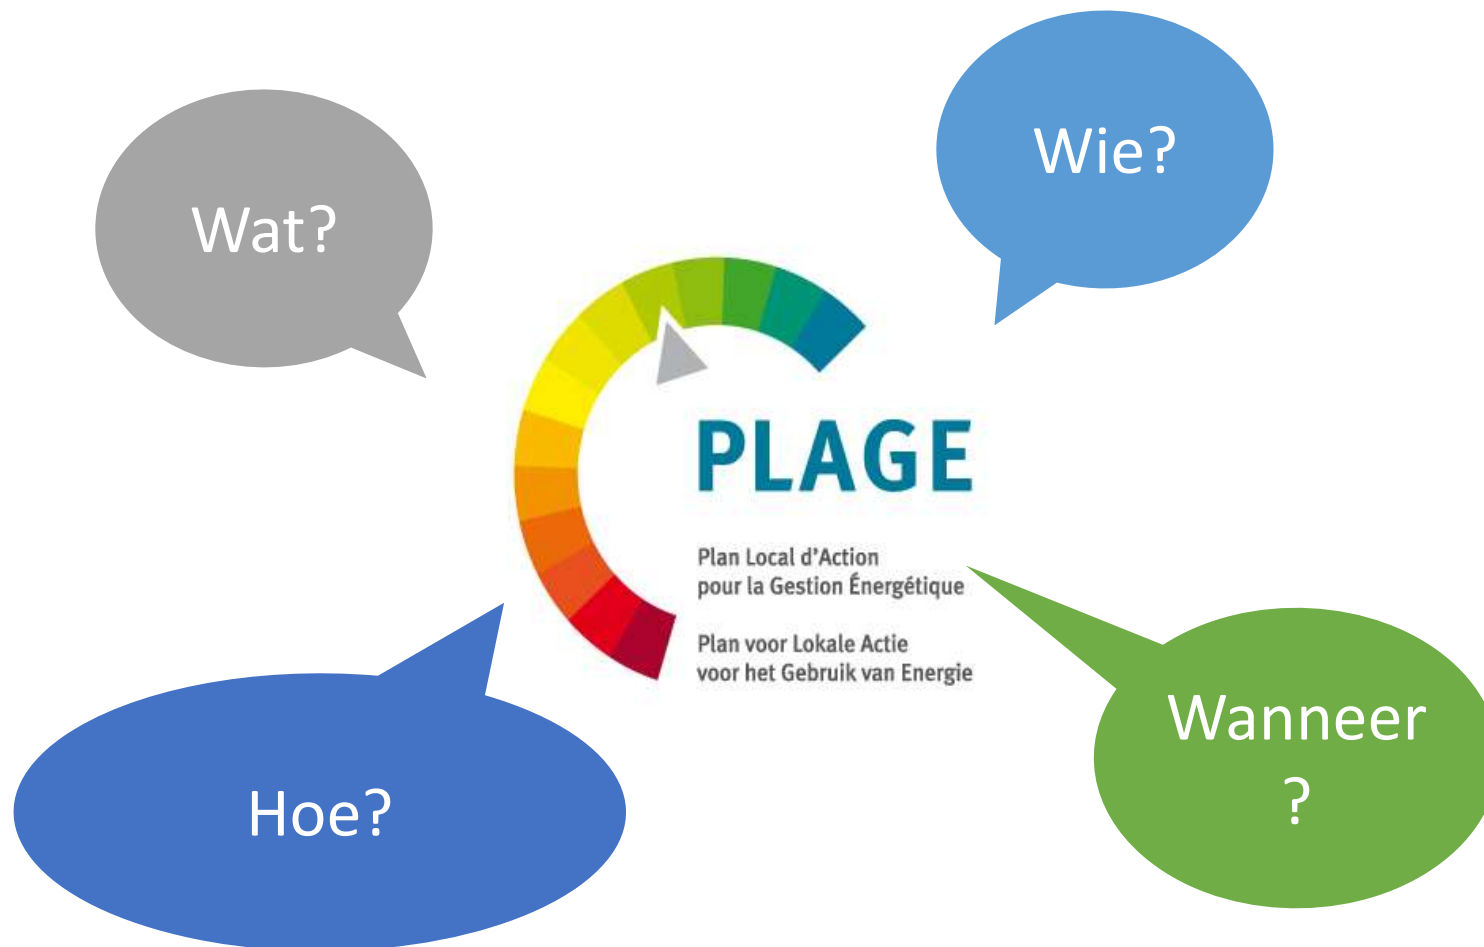 Wat?
Wie?
PLAGE
Plan Local d'Action
pour la Gestion Énergétique
Plan voor Lokale Actie
voor het Gebruik van Energie
Hoe?
Wanneer
?